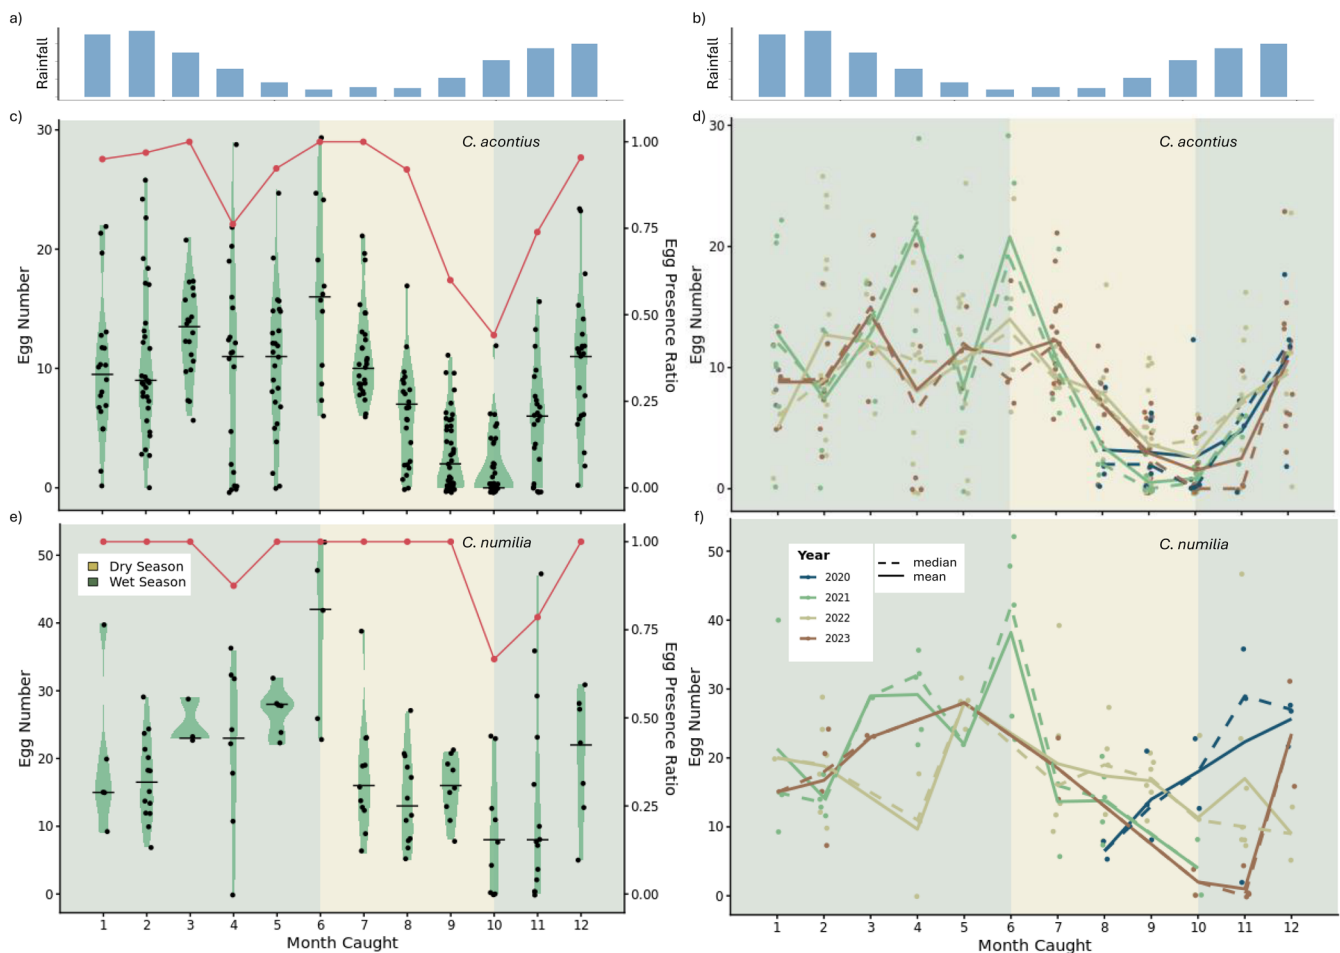 a)
Rainfall
b)
Rainfall
c)
C. acontius
30
20
10
0
Egg Number
1.00
0.75
0.50
0.25
0.00
Egg Presence Ratio
d)
C. acontius
30
20
10
0
Egg Number
e)
C. numilia
Dry Season
Wet Season
50
40
30
20
10
0
Egg Number
1.00
0.75
0.50
0.25
0.00
Egg Presence Ratio
1 2 3 4 5 6 7 8 9 10 11 12
Month Caught
f)
C. numilia
Year
2020
2021
2022
2023
median
mean
50
40
30
20
10
0
Egg Number
1 2 3 4 5 6 7 8 9 10 11 12
Month Caught